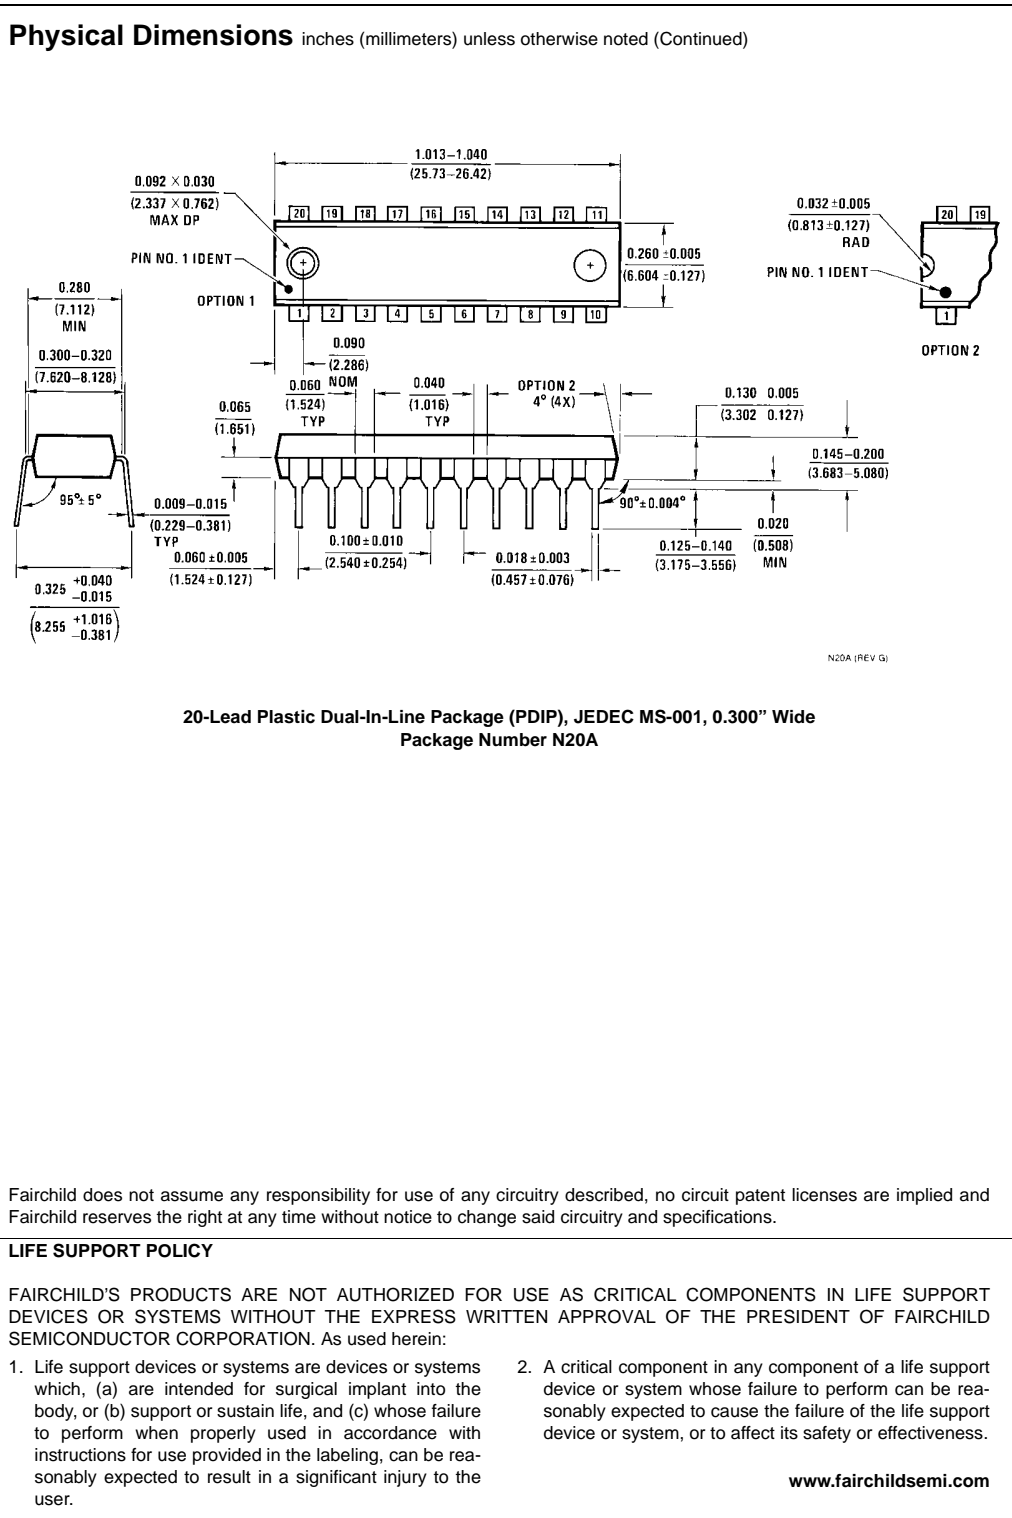 Physical Dimensions inches (millimeters) unless otherwise noted (Continued)
1.013–1.040
(25.73–26.42)
0.092 × 0.030
(2.337 × 0.762)
MAX DP
20 19 18 17 16 15 14 13 12 11
PIN NO. 1 IDENT
OPTION 1
0.260 ±0.005
(6.604 ±0.127)
1 2 3 4 5 6 7 8 9 10
0.032 ±0.005
(0.813 ±0.127)
RAD
20 19
PIN NO. 1 IDENT
1
OPTION 2
0.280
(7.112)
MIN
0.300–0.320
(7.620–8.128)
0.090
(2.286)
NOM
0.060
(1.524)
TYP
0.040
(1.016)
TYP
OPTION 2
4° (4X)
0.065
(1.651)
0.130 0.005
(3.302 0.127)
0.145–0.200
(3.683–5.080)
95°± 5°
90°±0.004°
0.009–0.015
(0.229–0.381)
TYP
0.020
(0.508)
MIN
0.125–0.140
(3.175–3.556)
0.100 ±0.010
(2.540 ±0.254)
0.018 ±0.003
(0.457 ±0.076)
0.060 ±0.005
(1.524 ±0.127)
0.325 +0.040
–0.015
(8.255 +1.016
–0.381)
N20A (REV G)
20-Lead Plastic Dual-In-Line Package (PDIP), JEDEC MS-001, 0.300” Wide
Package Number N20A
Fairchild does not assume any responsibility for use of any circuitry described, no circuit patent licenses are implied and
Fairchild reserves the right at any time without notice to change said circuitry and specifications.
LIFE SUPPORT POLICY
FAIRCHILD’S PRODUCTS ARE NOT AUTHORIZED FOR USE AS CRITICAL COMPONENTS IN LIFE SUPPORT
DEVICES OR SYSTEMS WITHOUT THE EXPRESS WRITTEN APPROVAL OF THE PRESIDENT OF FAIRCHILD
SEMICONDUCTOR CORPORATION. As used herein:
1. Life support devices or systems are devices or systems
which, (a) are intended for surgical implant into the
body, or (b) support or sustain life, and (c) whose failure
to perform when properly used in accordance with
instructions for use provided in the labeling, can be rea-
sonably expected to result in a significant injury to the
user.
2. A critical component in any component of a life support
device or system whose failure to perform can be rea-
sonably expected to cause the failure of the life support
device or system, or to affect its safety or effectiveness.
www.fairchildsemi.com